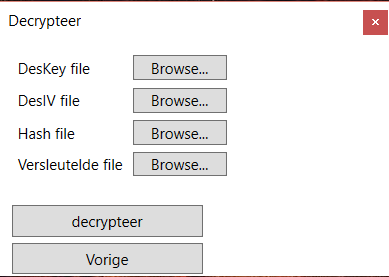 Decrypteer
DesKey file Browse...
DesIV file Browse...
Hash file Browse...
Versleutelde file Browse...
decrypteer
Vorige